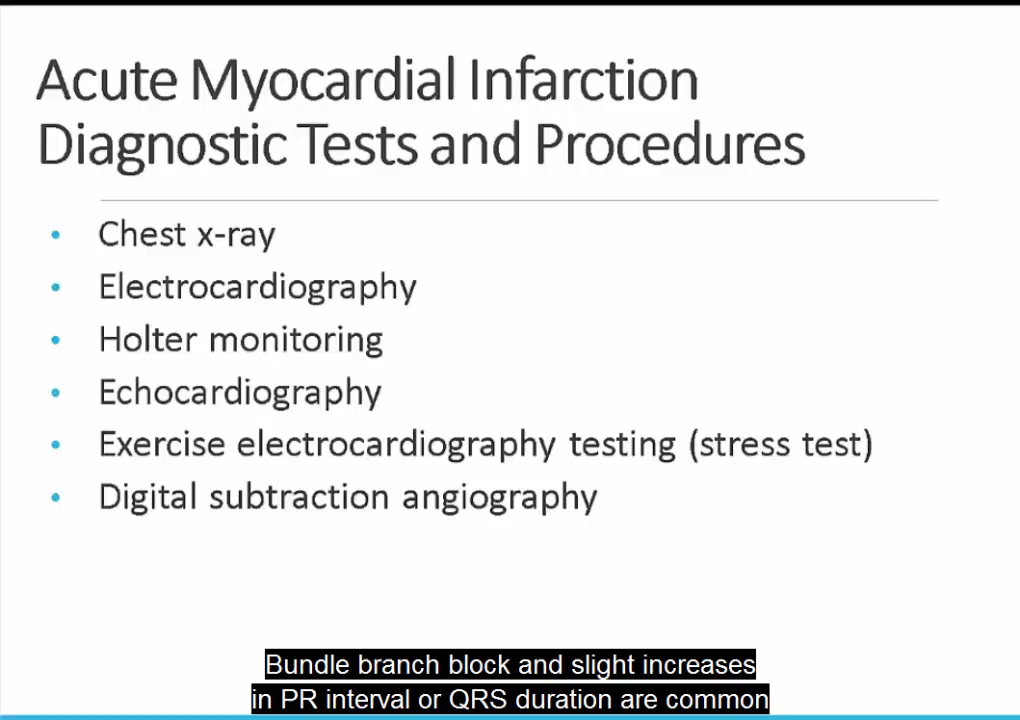 Acute Myocardial Infarction
Diagnostic Tests and Procedures
• Chest x-ray
• Electrocardiography
• Holter monitoring
• Echocardiography
• Exercise electrocardiography testing (stress test)
• Digital subtraction angiography
Bundle branch block and slight increases
in PR interval or QRS duration are common